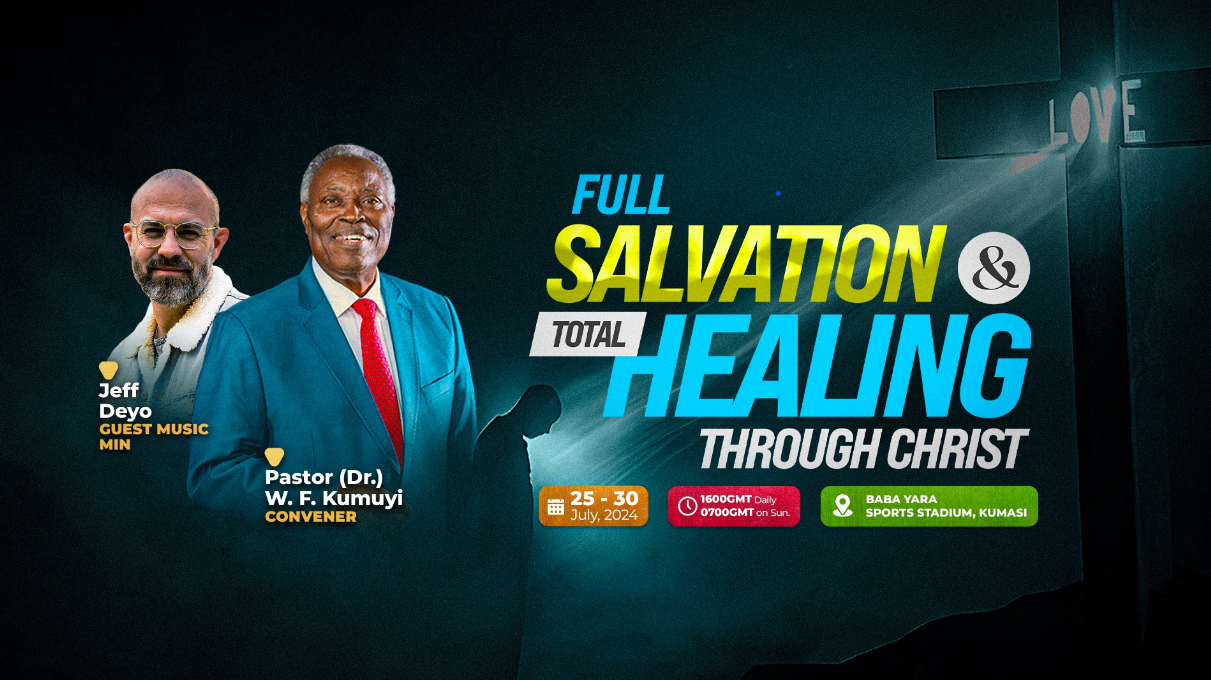 LOVE
FULL
SALVATION &
TOTAL HEALING
THROUGH CHRIST
Jeff
Deyo
GUEST MUSIC
MIN
Pastor (Dr.)
W. F. Kumuyi
CONVENER
25 - 30
July, 2024
1600GMT Daily
0700GMT on Sun.
BABA YARA
SPORTS STADIUM, KUMASI